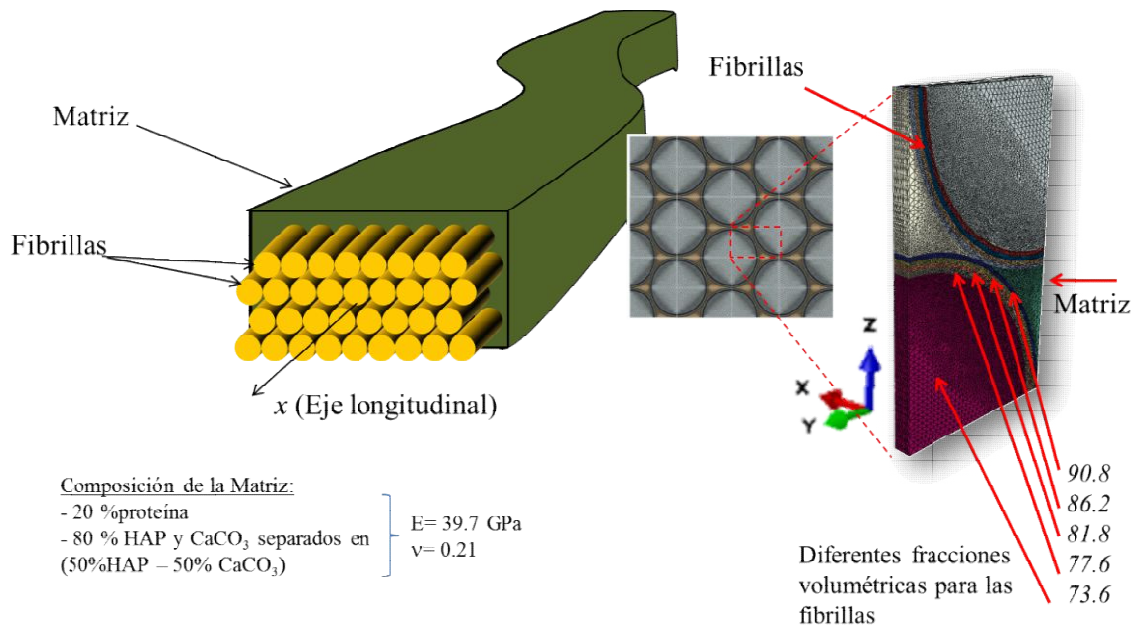 Fibrillas
Matriz
Fibrillas
x (Eje longitudinal)
Z
X
Y
Matriz
90.8
86.2
81.8
77.6
73.6
Diferentes fracciones
volumétricas para las
fibrillas
Composición de la Matriz:
- 20 %proteína
- 80 % HAP y CaCO₃ separados en
(50%HAP – 50% CaCO₃)
E= 39.7 GPa
ν= 0.21